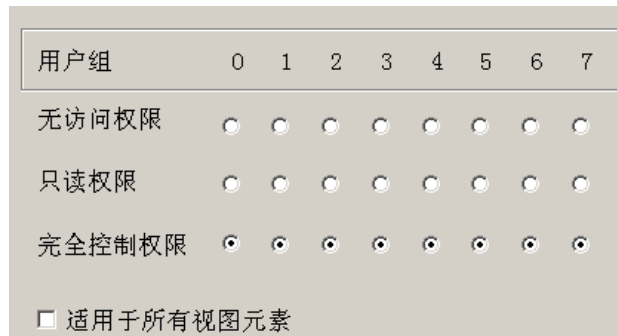 用户组 0 1 2 3 4 5 6 7
无访问权限
只读权限
完全控制权限
适用于所有视图元素